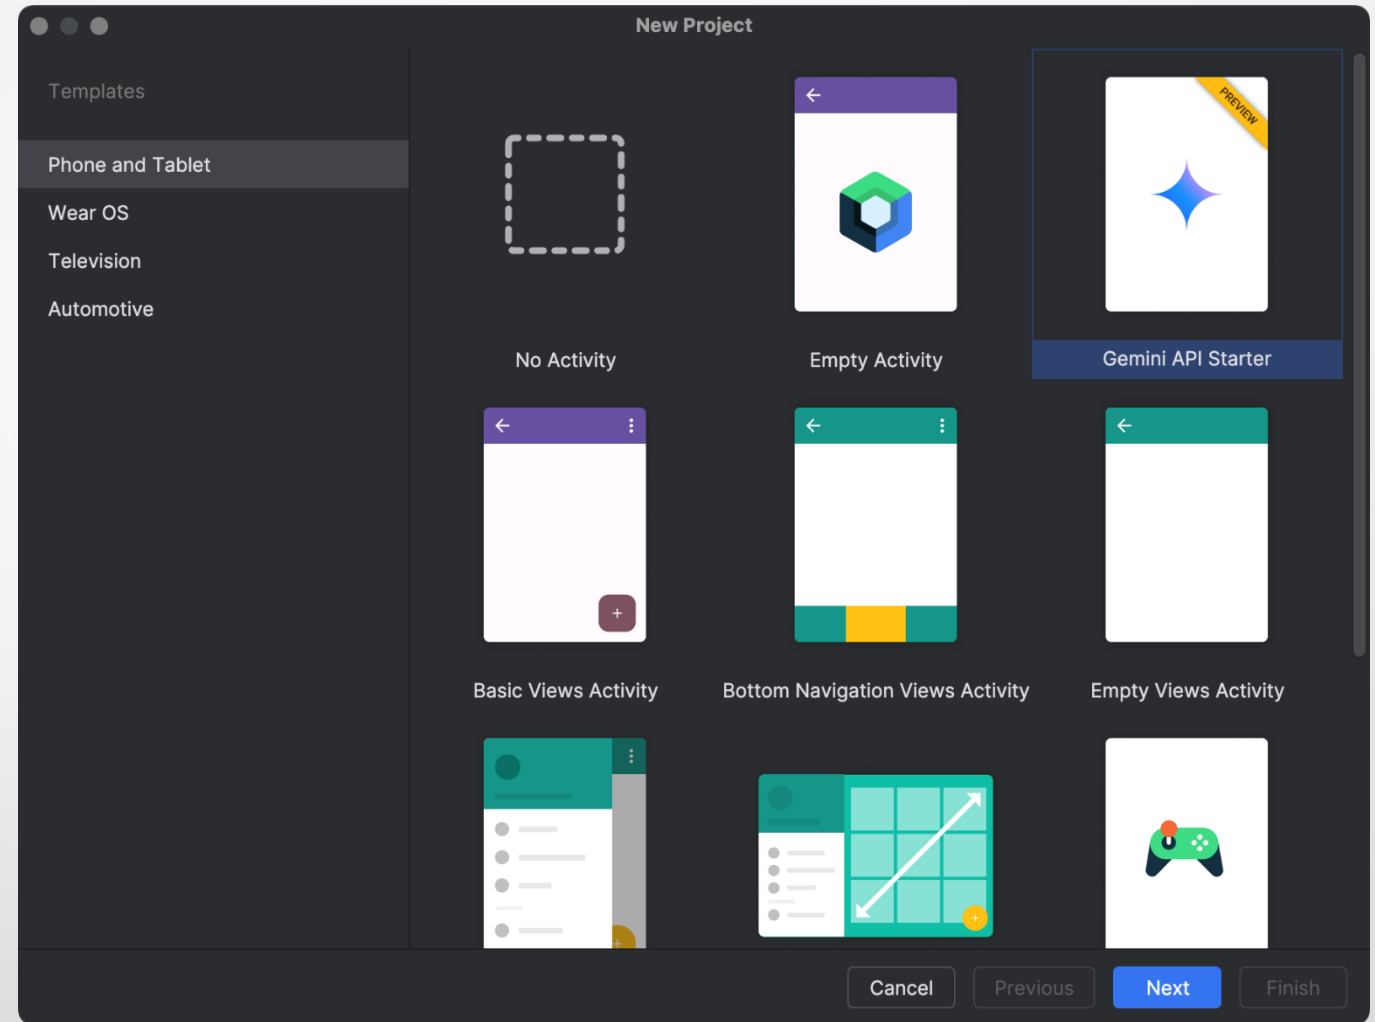 New Project
Templates
Phone and Tablet
Wear OS
Television
Automotive
PREVIEW
No Activity
Empty Activity
Gemini API Starter
Basic Views Activity
Bottom Navigation Views Activity
Empty Views Activity
Cancel
Previous
Next
Finish